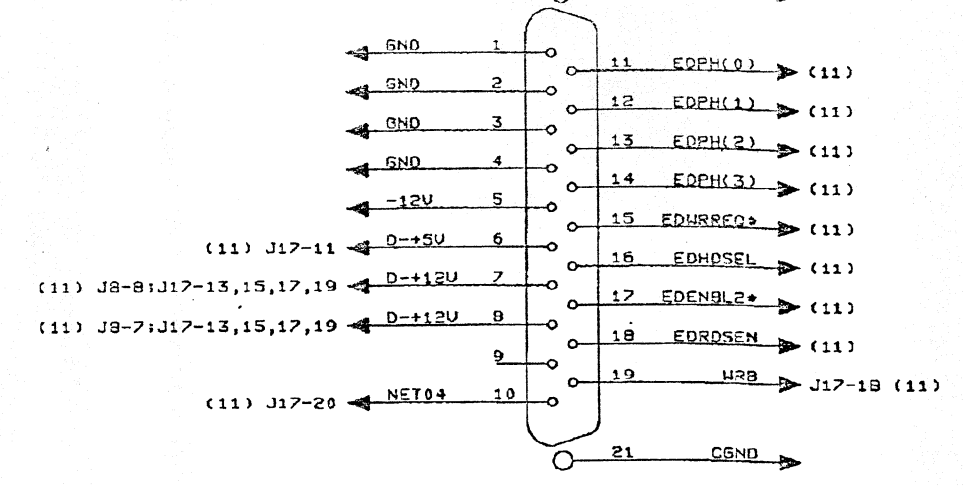 GND 1
11 EDPH(0) (11)
GND 2
12 EDPH(1) (11)
GND 3
13 EDPH(2) (11)
GND 4
14 EDPH(3) (11)
-12V 5
15 EDWRREQ* (11)
(11) J17-11 D-+5V 6
16 EDHDSEL (11)
(11) J8-8;J17-13,15,17,19 D-+12V 7
17 EDENBL2* (11)
(11) J8-7;J17-13,15,17,19 D-+12V 8
18 EDRDSEN (11)
9
19 WRB J17-18 (11)
(11) J17-20 NET04 10
21 CGND